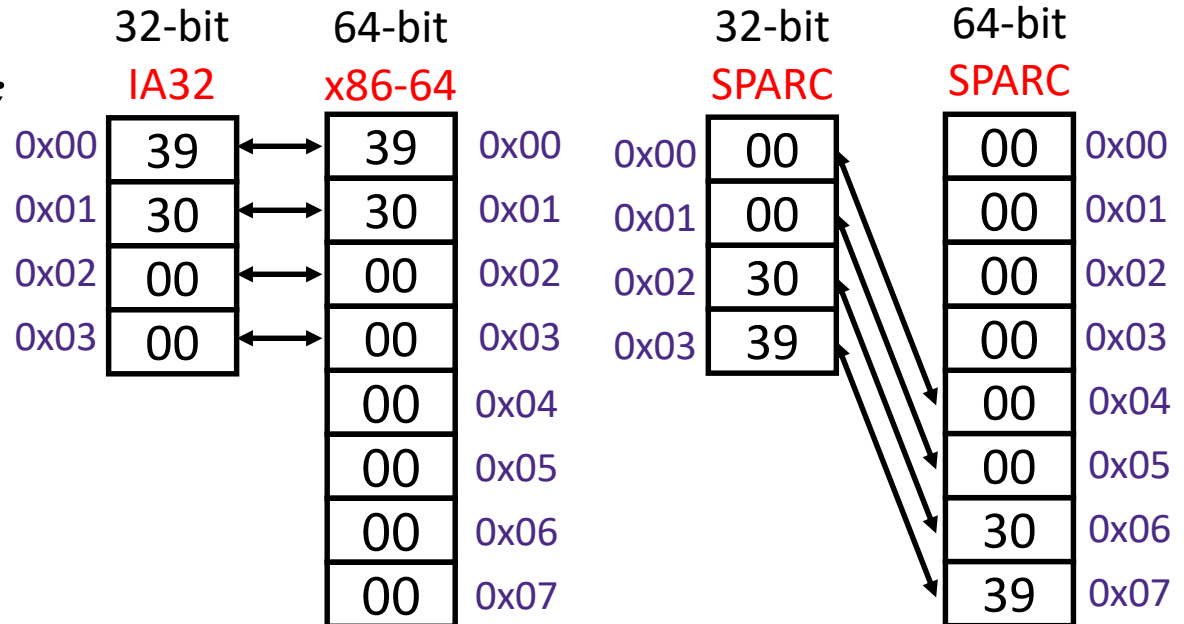 32-bit 64-bit 32-bit 64-bit
; IA32 x86-64 SPARC SPARC
0x00 39 39 0x00 0x00 00 00 0x00
0x01 30 30 0x01 0x01 00 00 0x01
0x02 00 00 0x02 0x02 30 00 0x02
0x03 00 00 0x03 0x03 39 00 0x03
00 0x04 00 0x04
00 0x05 00 0x05
00 0x06 30 0x06
00 0x07 39 0x07